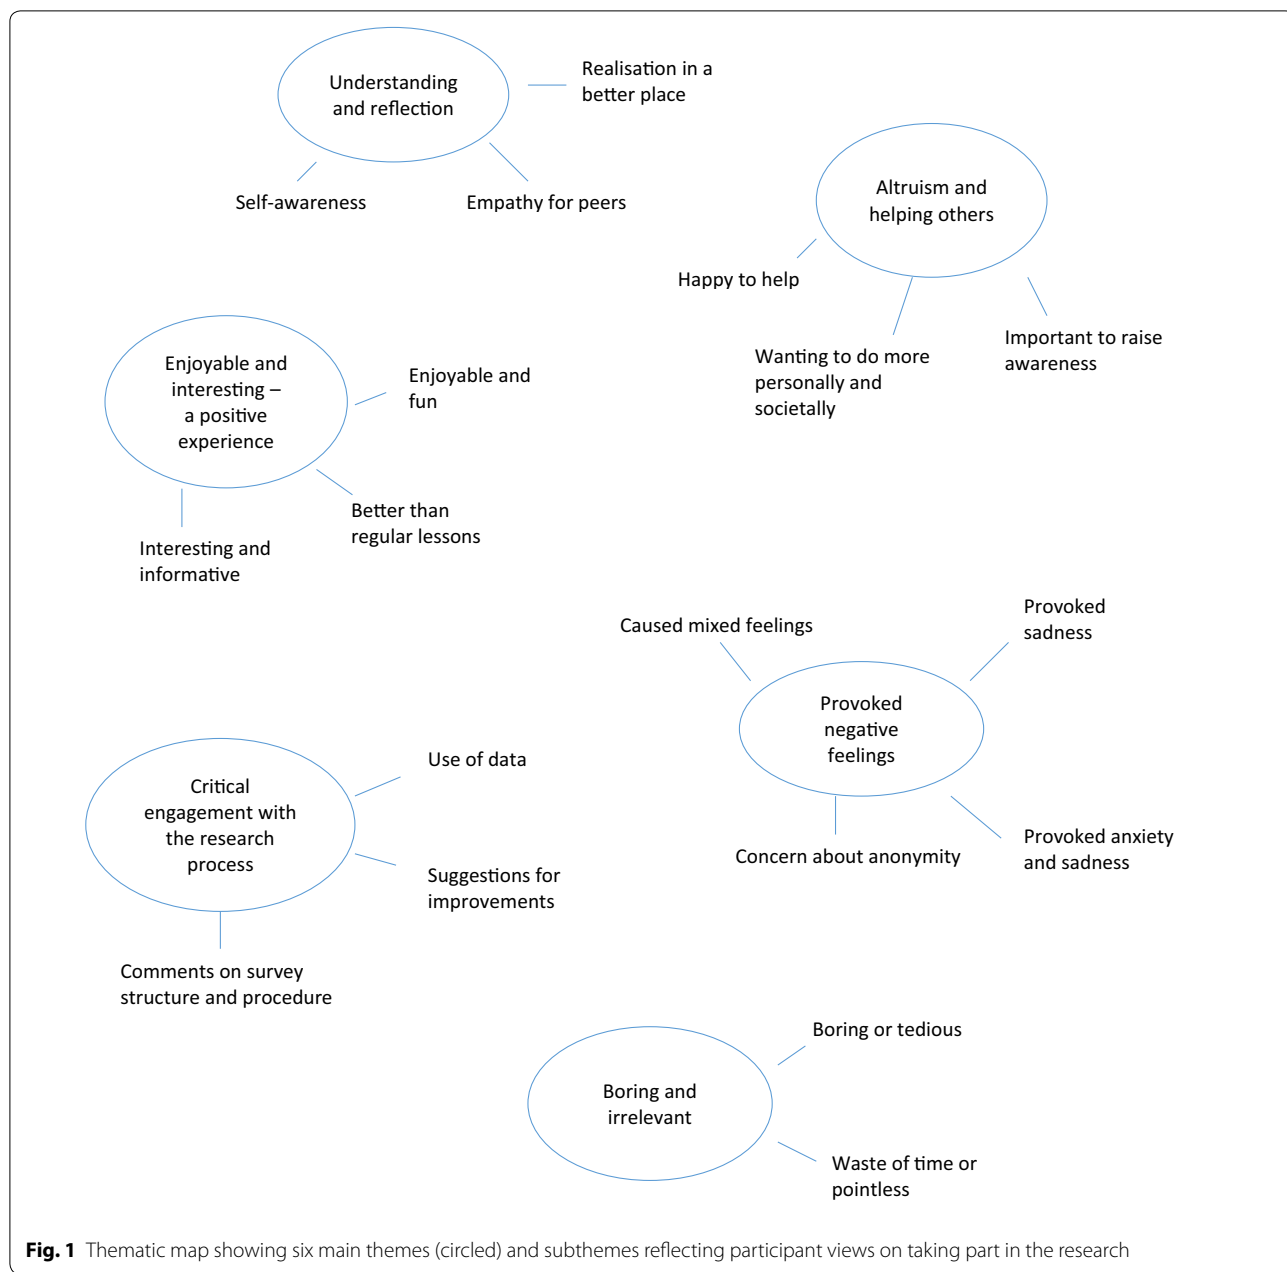 Understanding
and reflection
Realisation in a
better place
Self-awareness
Empathy for peers
Altruism and
helping others
Happy to help
Wanting to do more
personally and
societally
Important to raise
awareness
Enjoyable and
interesting –
a positive
experience
Enjoyable and
fun
Better than
regular lessons
Interesting and
informative
Caused mixed feelings
Provoked
sadness
Provoked
negative
feelings
Concern about anonymity
Provoked anxiety
and sadness
Critical
engagement with
the research
process
Use of data
Suggestions for
improvements
Comments on survey
structure and procedure
Boring and
irrelevant
Boring or tedious
Waste of time or
pointless
Fig. 1 Thematic map showing six main themes (circled) and subthemes reflecting participant views on taking part in the research